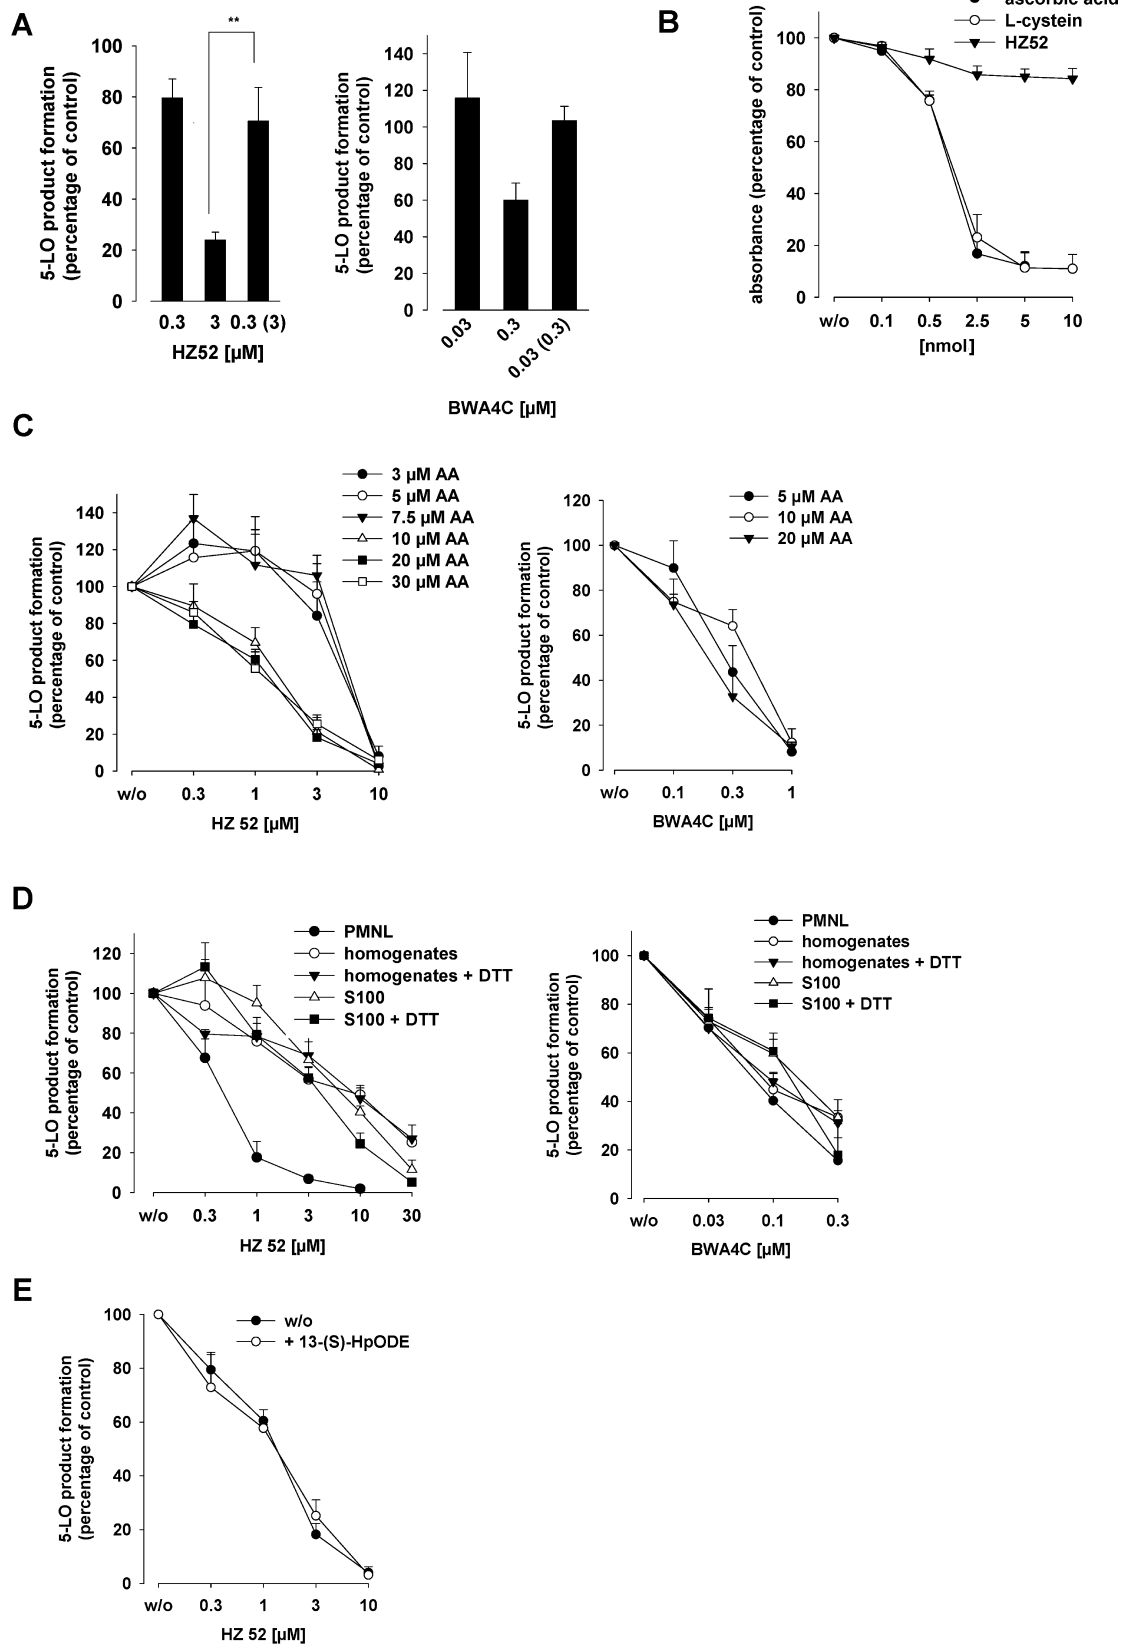 A
**
5-LO product formation
(percentage of control)
100
80
60
40
20
0
0.3
3
0.3 (3)
HZ52 [µM]
5-LO product formation
(percentage of control)
140
120
100
80
60
40
20
0
0.03
0.3
0.03 (0.3)
BWA4C [µM]
B
ascorbic acid
L-cystein
HZ52
absorbance (percentage of control)
100
80
60
40
20
0
w/o 0.1 0.5 2.5 5 10
[nmol]
C
3 µM AA
5 µM AA
7.5 µM AA
10 µM AA
20 µM AA
30 µM AA
5-LO product formation
(percentage of control)
140
120
100
80
60
40
20
0
w/o 0.3 1 3 10
HZ 52 [µM]
5 µM AA
10 µM AA
20 µM AA
5-LO product formation
(percentage of control)
120
100
80
60
40
20
0
w/o 0.1 0.3 1
BWA4C [µM]
D
PMNL
homogenates
homogenates + DTT
S100
S100 + DTT
5-LO product formation
(percentage of control)
120
100
80
60
40
20
0
w/o 0.3 1 3 10 30
HZ 52 [µM]
PMNL
homogenates
homogenates + DTT
S100
S100 + DTT
5-LO product formation
(percentage of control)
100
80
60
40
20
0
w/o 0.03 0.1 0.3
BWA4C [µM]
E
w/o
+ 13-(S)-HpODE
5-LO product formation
(percentage of control)
100
80
60
40
20
0
w/o 0.3 1 3 10
HZ 52 [µM]